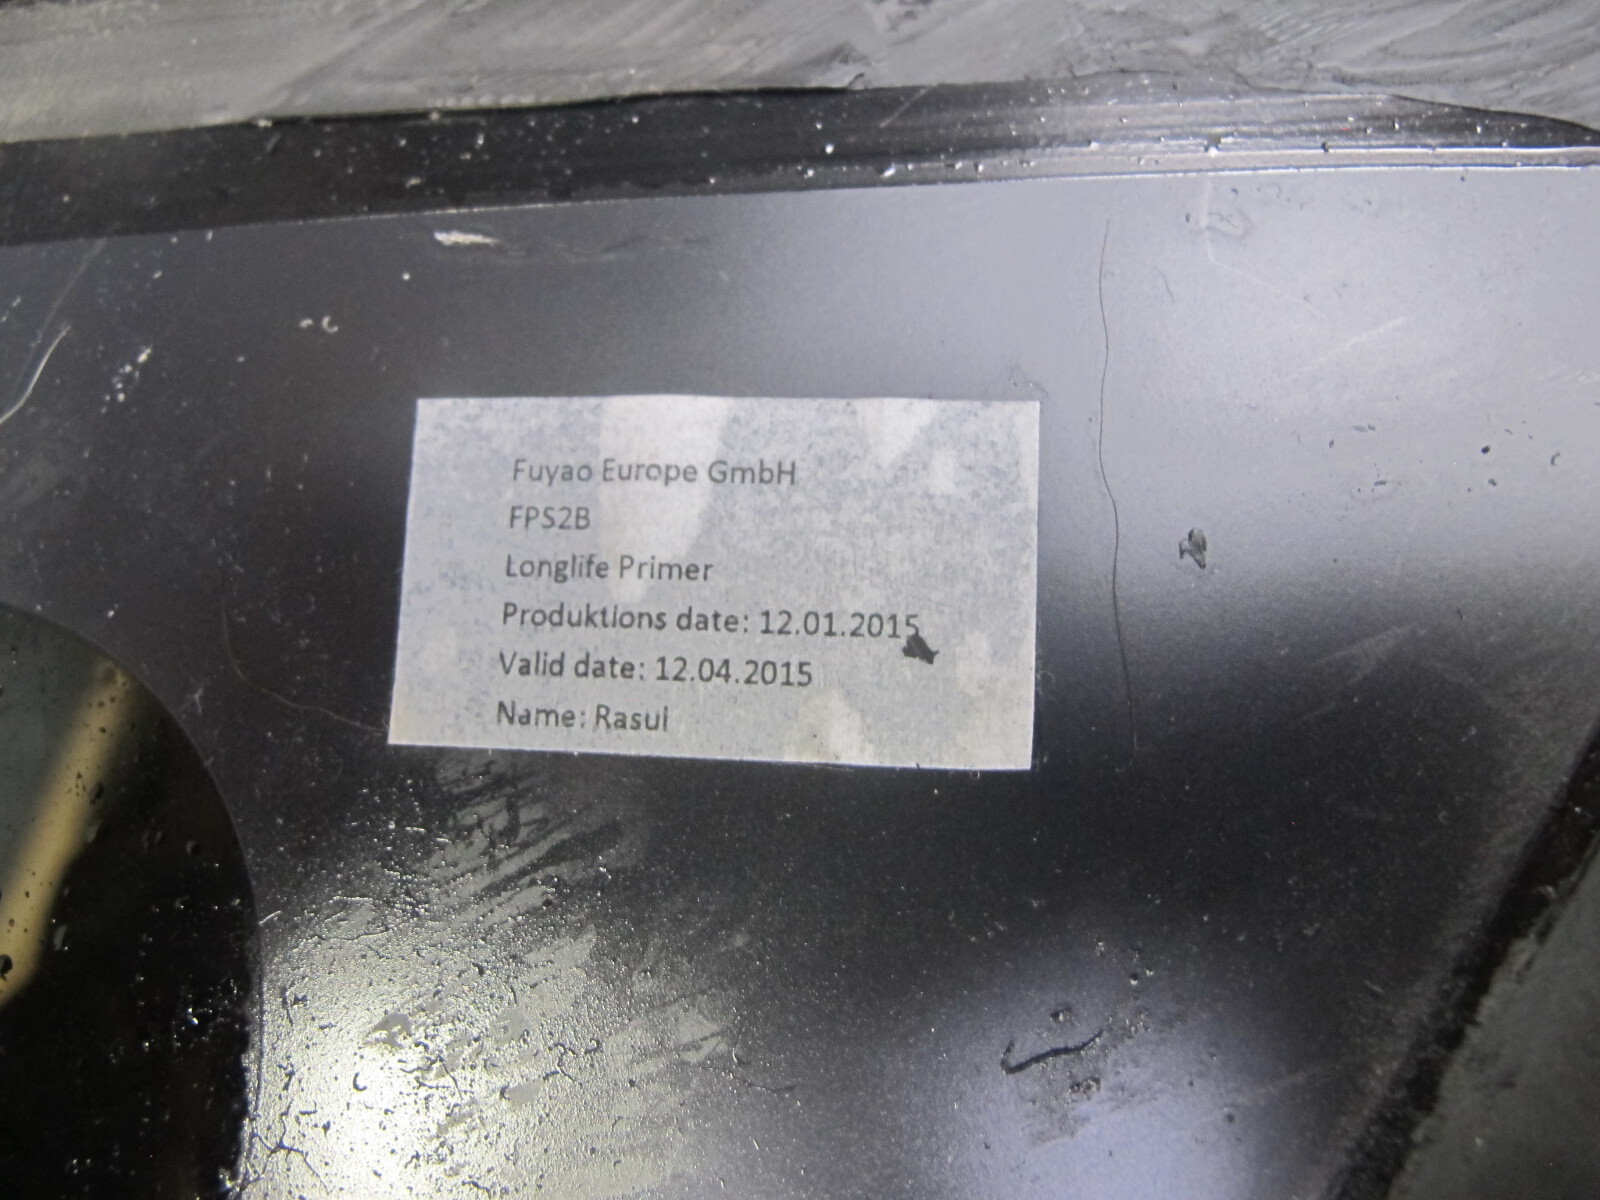 Fuyao Europe GmbH
FPS2B
Longlife Primer
Produktions date: 12.01.2015
Valid date: 12.04.2015
Name: Rasul